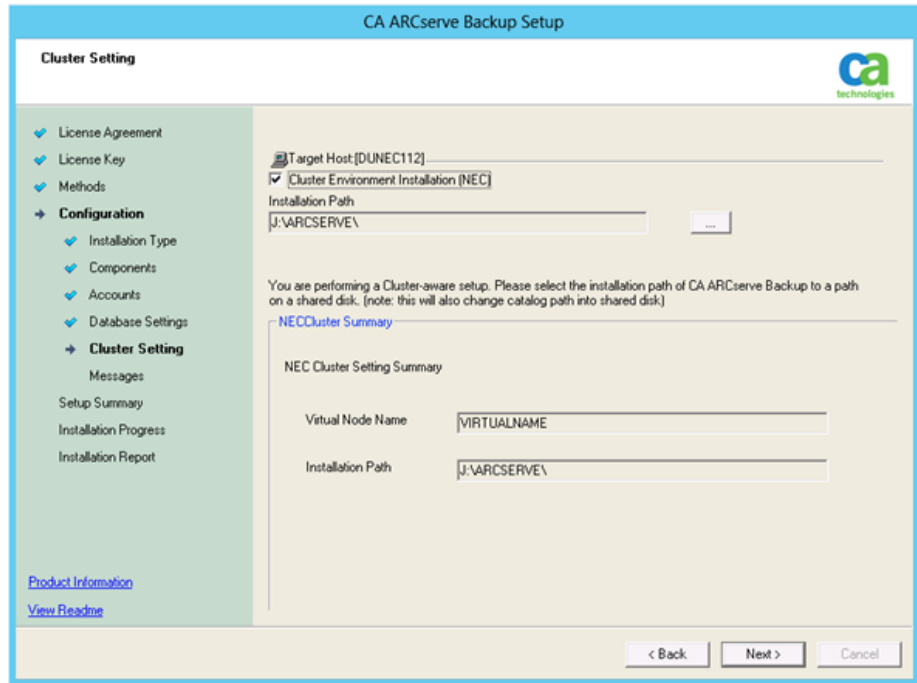 CA ARCserve Backup Setup
Cluster Setting
ca
technologies
License Agreement
License Key
Methods
Configuration
Installation Type
Components
Accounts
Database Settings
Cluster Setting
Messages
Setup Summary
Installation Progress
Installation Report
Product Information
View Readme
Target Host:[DUNEC112]
Cluster Environment Installation (NEC)
Installation Path
J:\ARCSERVE\
...
You are performing a Cluster-aware setup. Please select the installation path of CA ARCserve Backup to a path
on a shared disk. (note: this will also change catalog path into shared disk)
NECCluster Summary
NEC Cluster Setting Summary
Virtual Node Name
VIRTUALNAME
Installation Path
J:\ARCSERVE\
< Back
Next >
Cancel